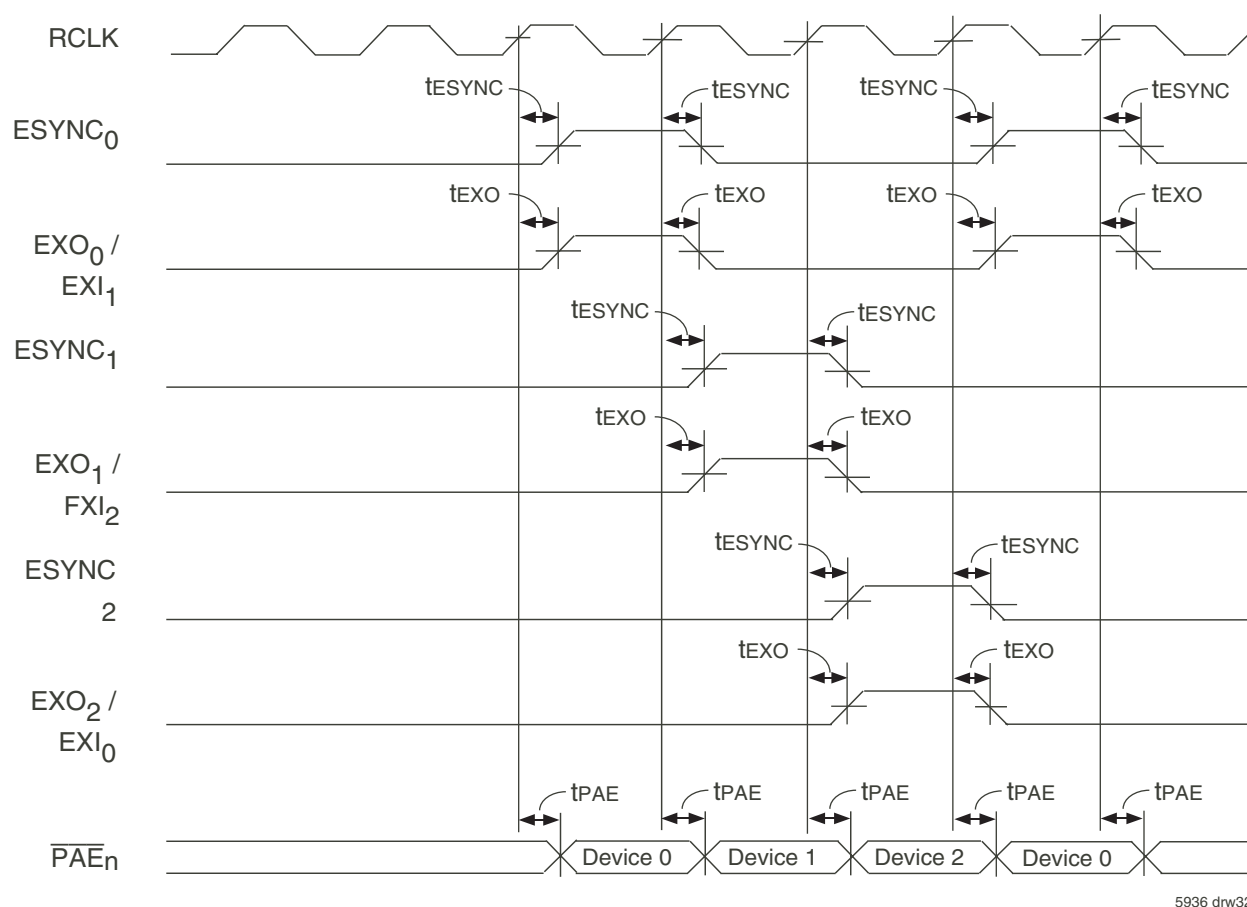 RCLK
tESYNC tESYNC tESYNC tESYNC
ESYNC0
tEXO tEXO tEXO tEXO
EXO0 /
EXI1
tESYNC tESYNC
ESYNC1
tEXO tEXO
EXO1 /
FXI2
tESYNC tESYNC
ESYNC
2
tEXO tEXO
EXO2 /
EXI0
tPAE tPAE tPAE tPAE tPAE
PAEn Device 0 Device 1 Device 2 Device 0
5936 drw32